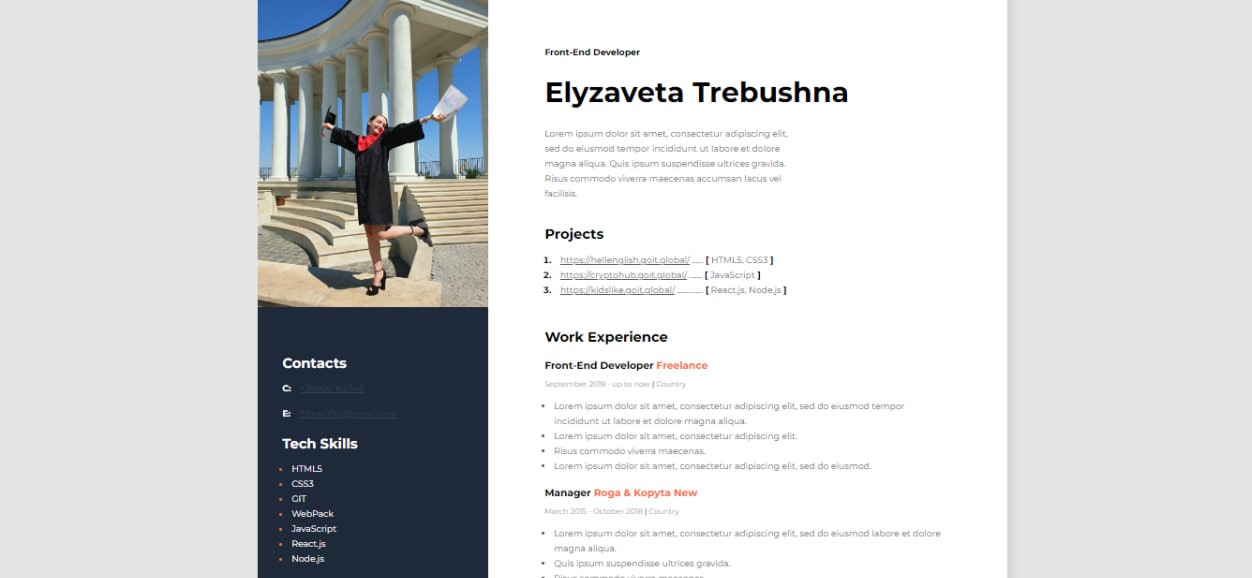 Contacts
C:
E:
Tech Skills
HTML5
CSS3
GIT
WebPack
JavaScript
React.js
Node.js
Front-End Developer
Elyzaveta Trebushna
Lorem ipsum dolor sit amet, consectetur adipiscing elit,
sed do eiusmod tempor incididunt ut labore et dolore
magna aliqua. Quis ipsum suspendisse ultrices gravida.
Risus commodo viverra maecenas accumsan lacus vel
facilisis.
Projects
1. https://hellenglish.goit.global/ ...... [ HTML5, CSS3 ]
2. https://cryptohub.goit.global/ ....... [ JavaScript ]
3. https://kidslike.goit.global/ ............. [ React.js, Node.js ]
Work Experience
Front-End Developer Freelance
September 2019 - up to now | Country
Lorem ipsum dolor sit amet, consectetur adipiscing elit, sed do eiusmod tempor
incididunt ut labore et dolore magna aliqua.
Lorem ipsum dolor sit amet, consectetur adipiscing elit.
Risus commodo viverra maecenas.
Lorem ipsum dolor sit amet, consectetur adipiscing elit, sed do eiusmod.
Manager Roga & Kopyta New
March 2015 - October 2018 | Country
Lorem ipsum dolor sit amet, consectetur adipiscing elit, sed do eiusmod labore et dolore
magna aliqua.
Quis ipsum suspendisse ultrices gravida.